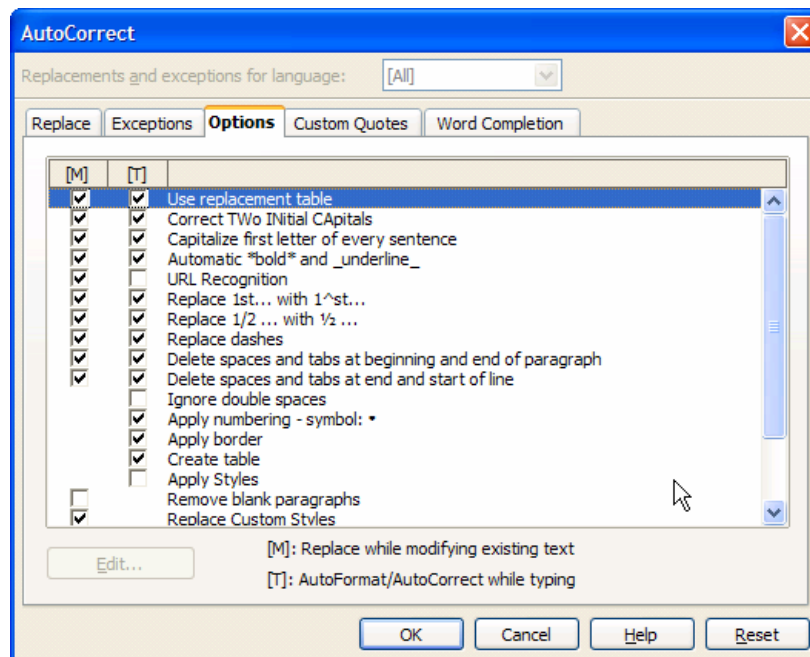 AutoCorrect
Replacements and exceptions for language: [All]
Replace Exceptions Options Custom Quotes Word Completion
[M] [T]
Use replacement table
Correct TWo INitial CApitals
Capitalize first letter of every sentence
Automatic *bold* and _underline_
URL Recognition
Replace 1st... with 1^st...
Replace 1/2 ... with ½ ...
Replace dashes
Delete spaces and tabs at beginning and end of paragraph
Delete spaces and tabs at end and start of line
Ignore double spaces
Apply numbering - symbol: •
Apply border
Create table
Apply Styles
Remove blank paragraphs
Replace Custom Styles
Edit...
[M]: Replace while modifying existing text
[T]: AutoFormat/AutoCorrect while typing
OK Cancel Help Reset